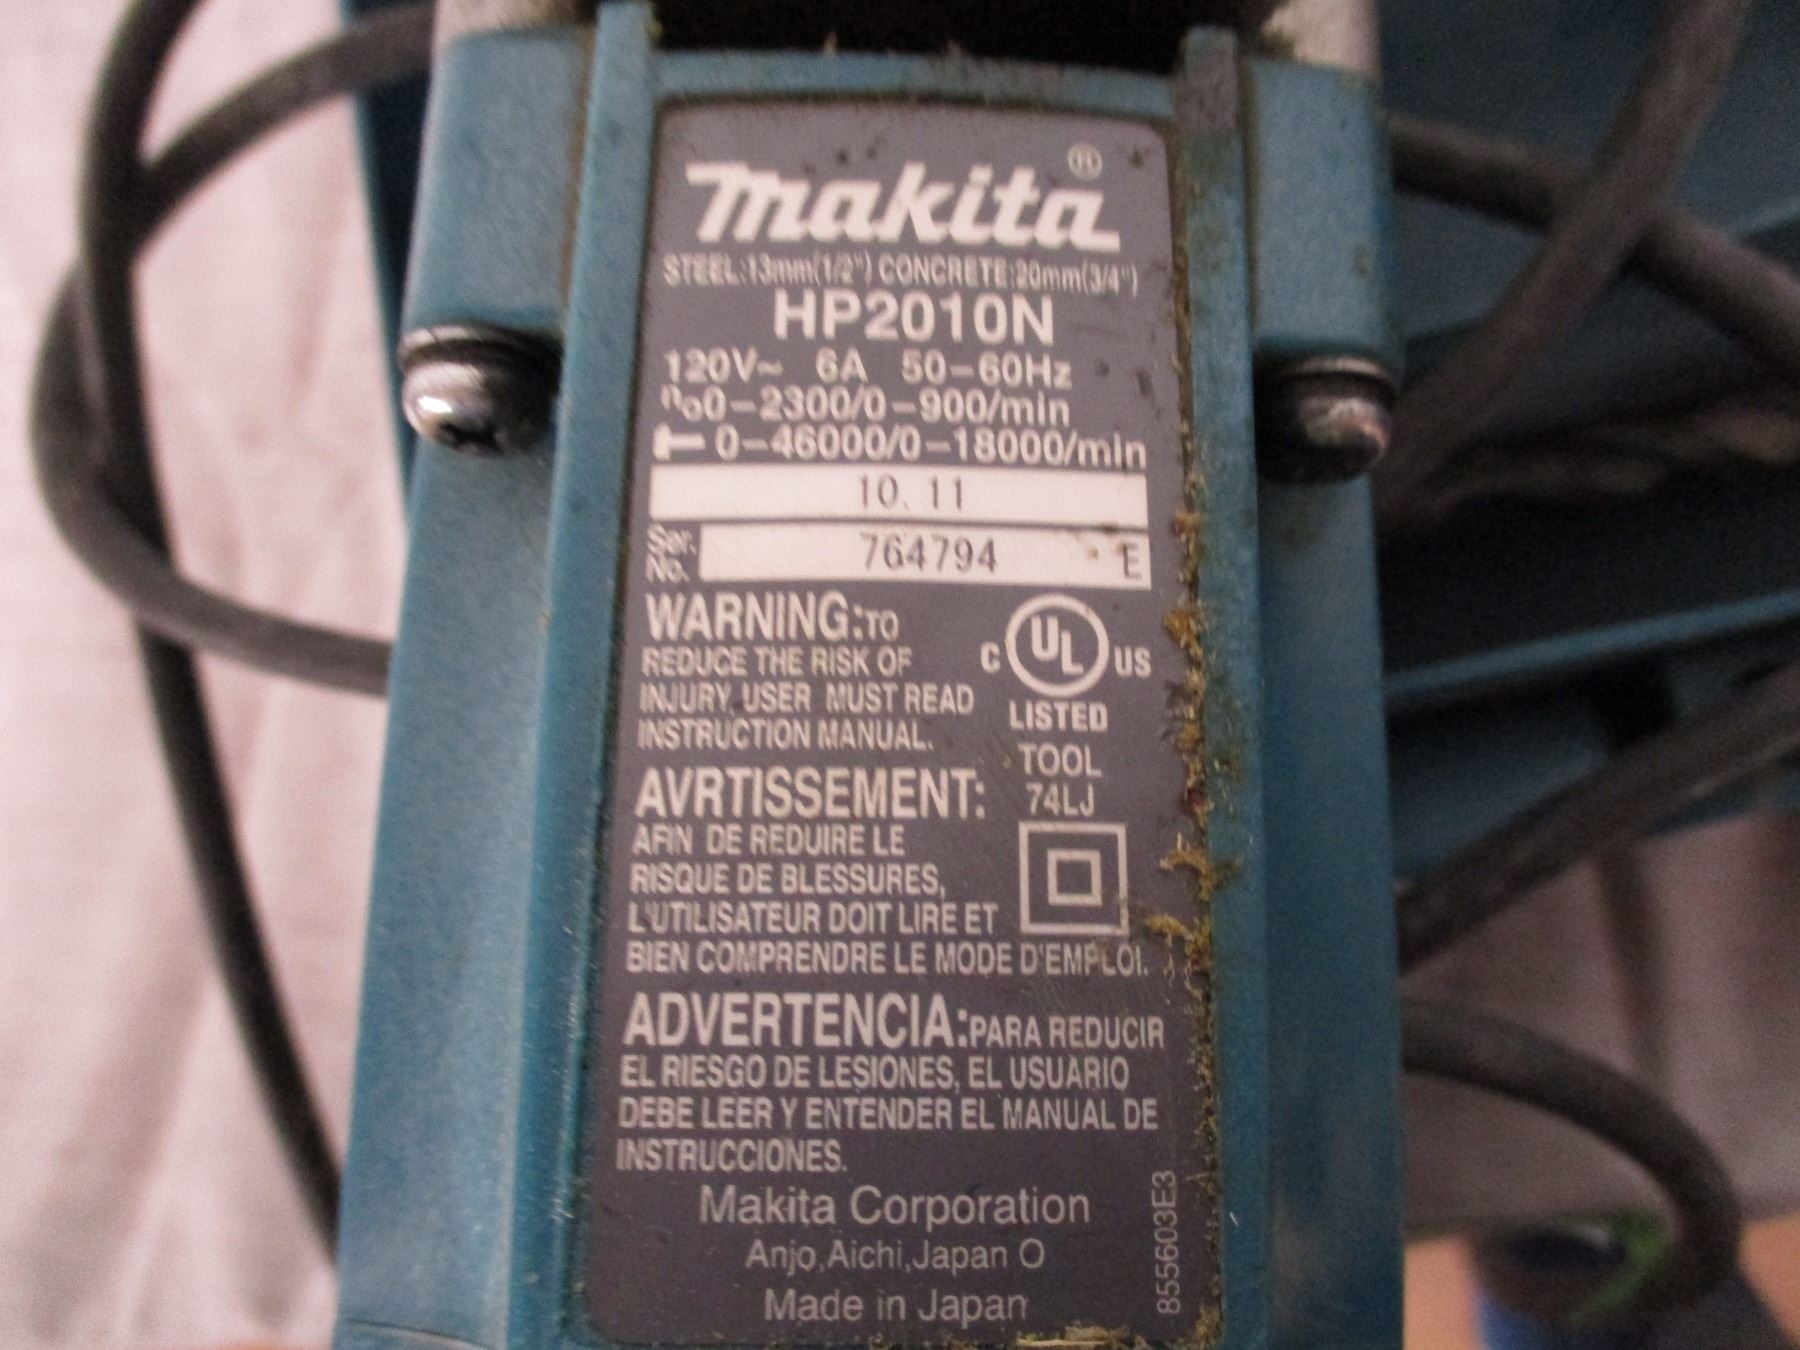 makita®
STEEL:13mm(1/2") CONCRETE:20mm(3/4")
HP2010N
120V~ 6A 50-60Hz
no0-2300/0-900/min
0-46000/0-18000/min
10. 11
Ser. No. 764794 E
WARNING:TO
REDUCE THE RISK OF
INJURY, USER MUST READ
INSTRUCTION MANUAL.
C UL US
LISTED
TOOL
74LJ
AVRTISSEMENT:
AFIN DE REDUIRE LE
RISQUE DE BLESSURES,
L'UTILISATEUR DOIT LIRE ET
BIEN COMPRENDRE LE MODE D'EMPLOI.
ADVERTENCIA:PARA REDUCIR
EL RIESGO DE LESIONES, EL USUARIO
DEBE LEER Y ENTENDER EL MANUAL DE
INSTRUCCIONES.
Makita Corporation
Anjo,Aichi,Japan O
Made in Japan
855603E3